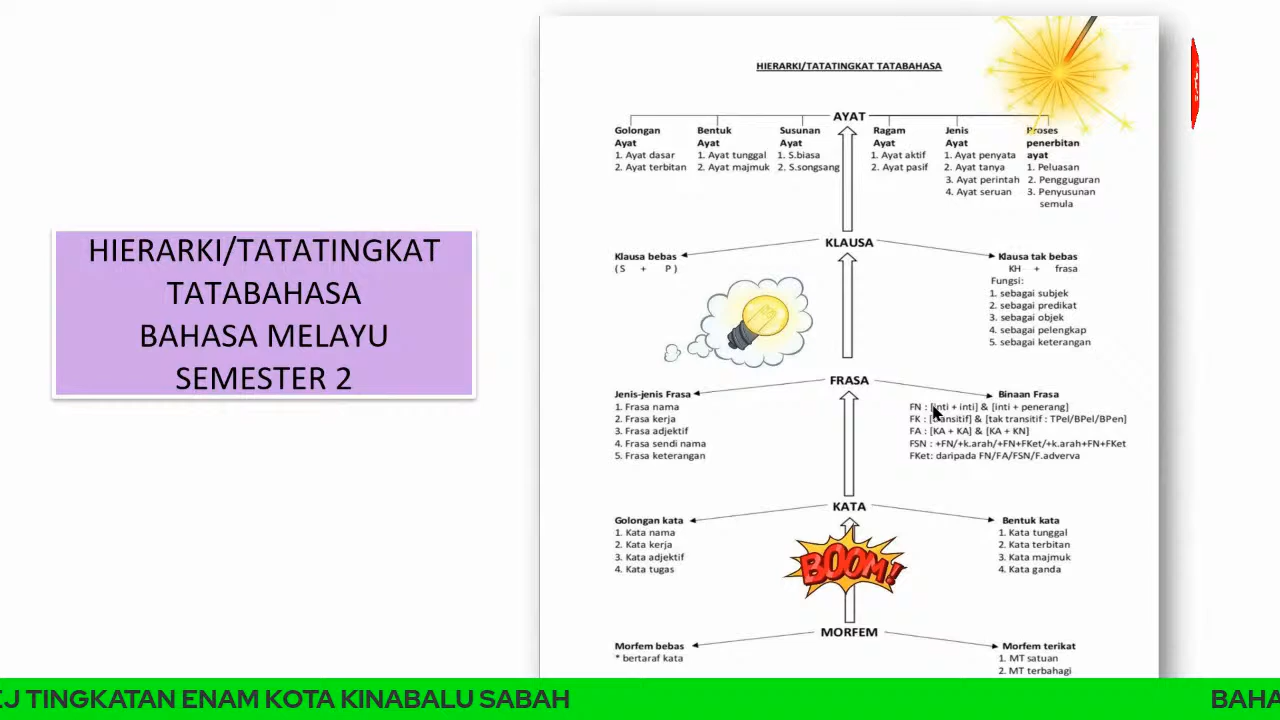 HIERARKI/TATATINGKAT
TATABAHASA
BAHASA MELAYU
SEMESTER 2
HIERARKI/TATATINGKAT TATABAHASA
AYAT
Golongan Ayat
1. Ayat dasar
2. Ayat terbitan
Bentuk Ayat
1. Ayat tunggal
2. Ayat majmuk
Susunan Ayat
1. S.biasa
2. S.songsang
Ragam Ayat
1. Ayat aktif
2. Ayat pasif
Jenis Ayat
1. Ayat penyata
2. Ayat tanya
3. Ayat perintah
4. Ayat seruan
Proses penerbitan ayat
1. Peluasan
2. Pengguguran
3. Penyusunan semula
KLAUSA
Klausa bebas
( S + P )
Klausa tak bebas
KH + frasa
Fungsi:
1. sebagai subjek
2. sebagai predikat
3. sebagai objek
4. sebagai pelengkap
5. sebagai keterangan
FRASA
Jenis-jenis Frasa
1. Frasa nama
2. Frasa kerja
3. Frasa adjektif
4. Frasa sendi nama
5. Frasa keterangan
Binaan Frasa
FN : [inti + inti] & [inti + penerang]
FK : [transitif] & [tak transitif : TPel/BPel/BPen]
FA : [KA + KA] & [KA + KN]
FSN : +FN/+k.arah/+FN+FKet/+k.arah+FN+FKet
FKet: daripada FN/FA/FSN/F.adverva
KATA
Golongan kata
1. Kata nama
2. Kata kerja
3. Kata adjektif
4. Kata tugas
Bentuk kata
1. Kata tunggal
2. Kata terbitan
3. Kata majmuk
4. Kata ganda
BOOM!
MORFEM
Morfem bebas
* bertaraf kata
Morfem terikat
1. MT satuan
2. MT terbahagi
EJ TINGKATAN ENAM KOTA KINABALU SABAH
BAHA